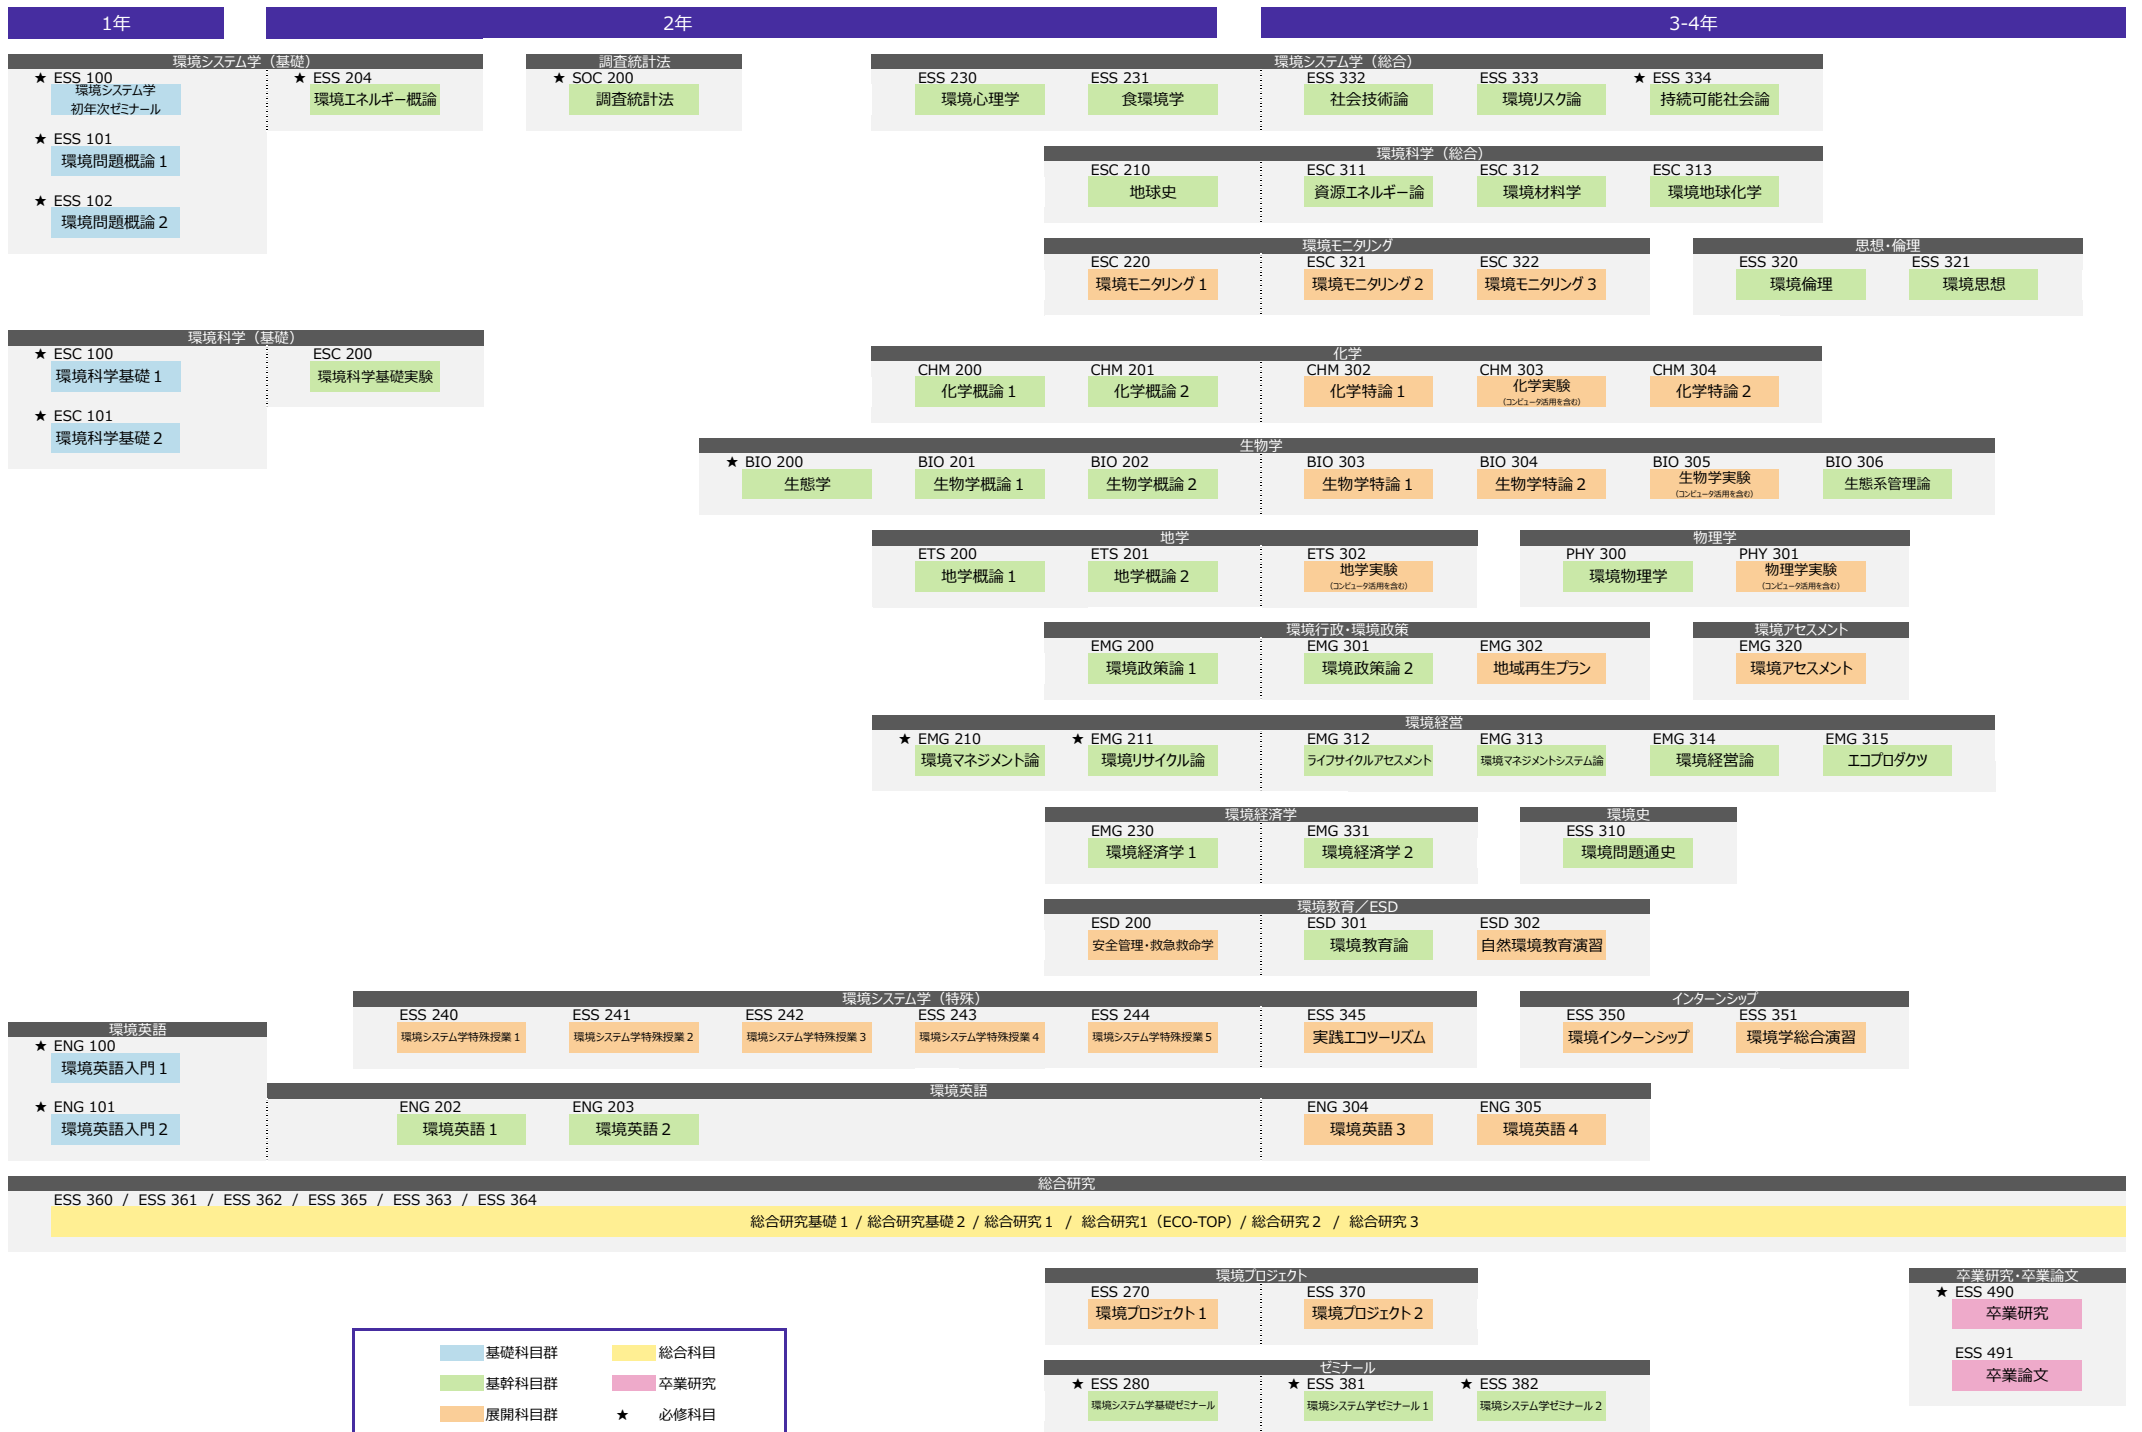 1年
2年
3-4年
環境システム学（基礎）
★ ESS 100
環境システム学
初年次ゼミナール
★ ESS 204
環境エネルギー概論
★ ESS 101
環境問題概論１
★ ESS 102
環境問題概論２
調査統計法
★ SOC 200
調査統計法
環境システム学（総合）
ESS 230
環境心理学
ESS 231
食環境学
ESS 332
社会技術論
ESS 333
環境リスク論
★ ESS 334
持続可能社会論
環境科学（総合）
ESC 210
地球史
ESC 311
資源エネルギー論
ESC 312
環境材料学
ESC 313
環境地球化学
環境モニタリング
ESC 220
環境モニタリング１
ESC 321
環境モニタリング２
ESC 322
環境モニタリング３
思想・倫理
ESS 320
環境倫理
ESS 321
環境思想
環境科学（基礎）
★ ESC 100
環境科学基礎１
ESC 200
環境科学基礎実験
★ ESC 101
環境科学基礎２
化学
CHM 200
化学概論１
CHM 201
化学概論２
CHM 302
化学特論１
CHM 303
化学実験
（コンピュータ活用を含む）
CHM 304
化学特論２
生物学
★ BIO 200
生態学
BIO 201
生物学概論１
BIO 202
生物学概論２
BIO 303
生物学特論１
BIO 304
生物学特論２
BIO 305
生物学実験
（コンピュータ活用を含む）
BIO 306
生態系管理論
地学
ETS 200
地学概論１
ETS 201
地学概論２
ETS 302
地学実験
（コンピュータ活用を含む）
物理学
PHY 300
環境物理学
PHY 301
物理学実験
（コンピュータ活用を含む）
環境行政・環境政策
EMG 200
環境政策論１
EMG 301
環境政策論２
EMG 302
地域再生プラン
環境アセスメント
EMG 320
環境アセスメント
環境経営
★ EMG 210
環境マネジメント論
★ EMG 211
環境リサイクル論
EMG 312
ライフサイクルアセスメント
EMG 313
環境マネジメントシステム論
EMG 314
環境経営論
EMG 315
エコプロダクツ
環境経済学
EMG 230
環境経済学１
EMG 331
環境経済学２
環境史
ESS 310
環境問題通史
環境教育／ESD
ESD 200
安全管理・救急救命学
ESD 301
環境教育論
ESD 302
自然環境教育演習
環境システム学（特殊）
ESS 240
環境システム学特殊授業１
ESS 241
環境システム学特殊授業２
ESS 242
環境システム学特殊授業３
ESS 243
環境システム学特殊授業４
ESS 244
環境システム学特殊授業５
ESS 345
実践エコツーリズム
インターンシップ
ESS 350
環境インターンシップ
ESS 351
環境学総合演習
環境英語
★ ENG 100
環境英語入門１
★ ENG 101
環境英語入門２
環境英語
ENG 202
環境英語１
ENG 203
環境英語２
ENG 304
環境英語３
ENG 305
環境英語４
総合研究
ESS 360 / ESS 361 / ESS 362 / ESS 365 / ESS 363 / ESS 364
総合研究基礎１ / 総合研究基礎２ / 総合研究１ / 総合研究1（ECO-TOP）/ 総合研究２ / 総合研究３
環境プロジェクト
ESS 270
環境プロジェクト１
ESS 370
環境プロジェクト２
卒業研究・卒業論文
★ ESS 490
卒業研究
ESS 491
卒業論文
ゼミナール
★ ESS 280
環境システム学基礎ゼミナール
★ ESS 381
環境システム学ゼミナール１
★ ESS 382
環境システム学ゼミナール２
基礎科目群
総合科目
基幹科目群
卒業研究
展開科目群
★ 必修科目